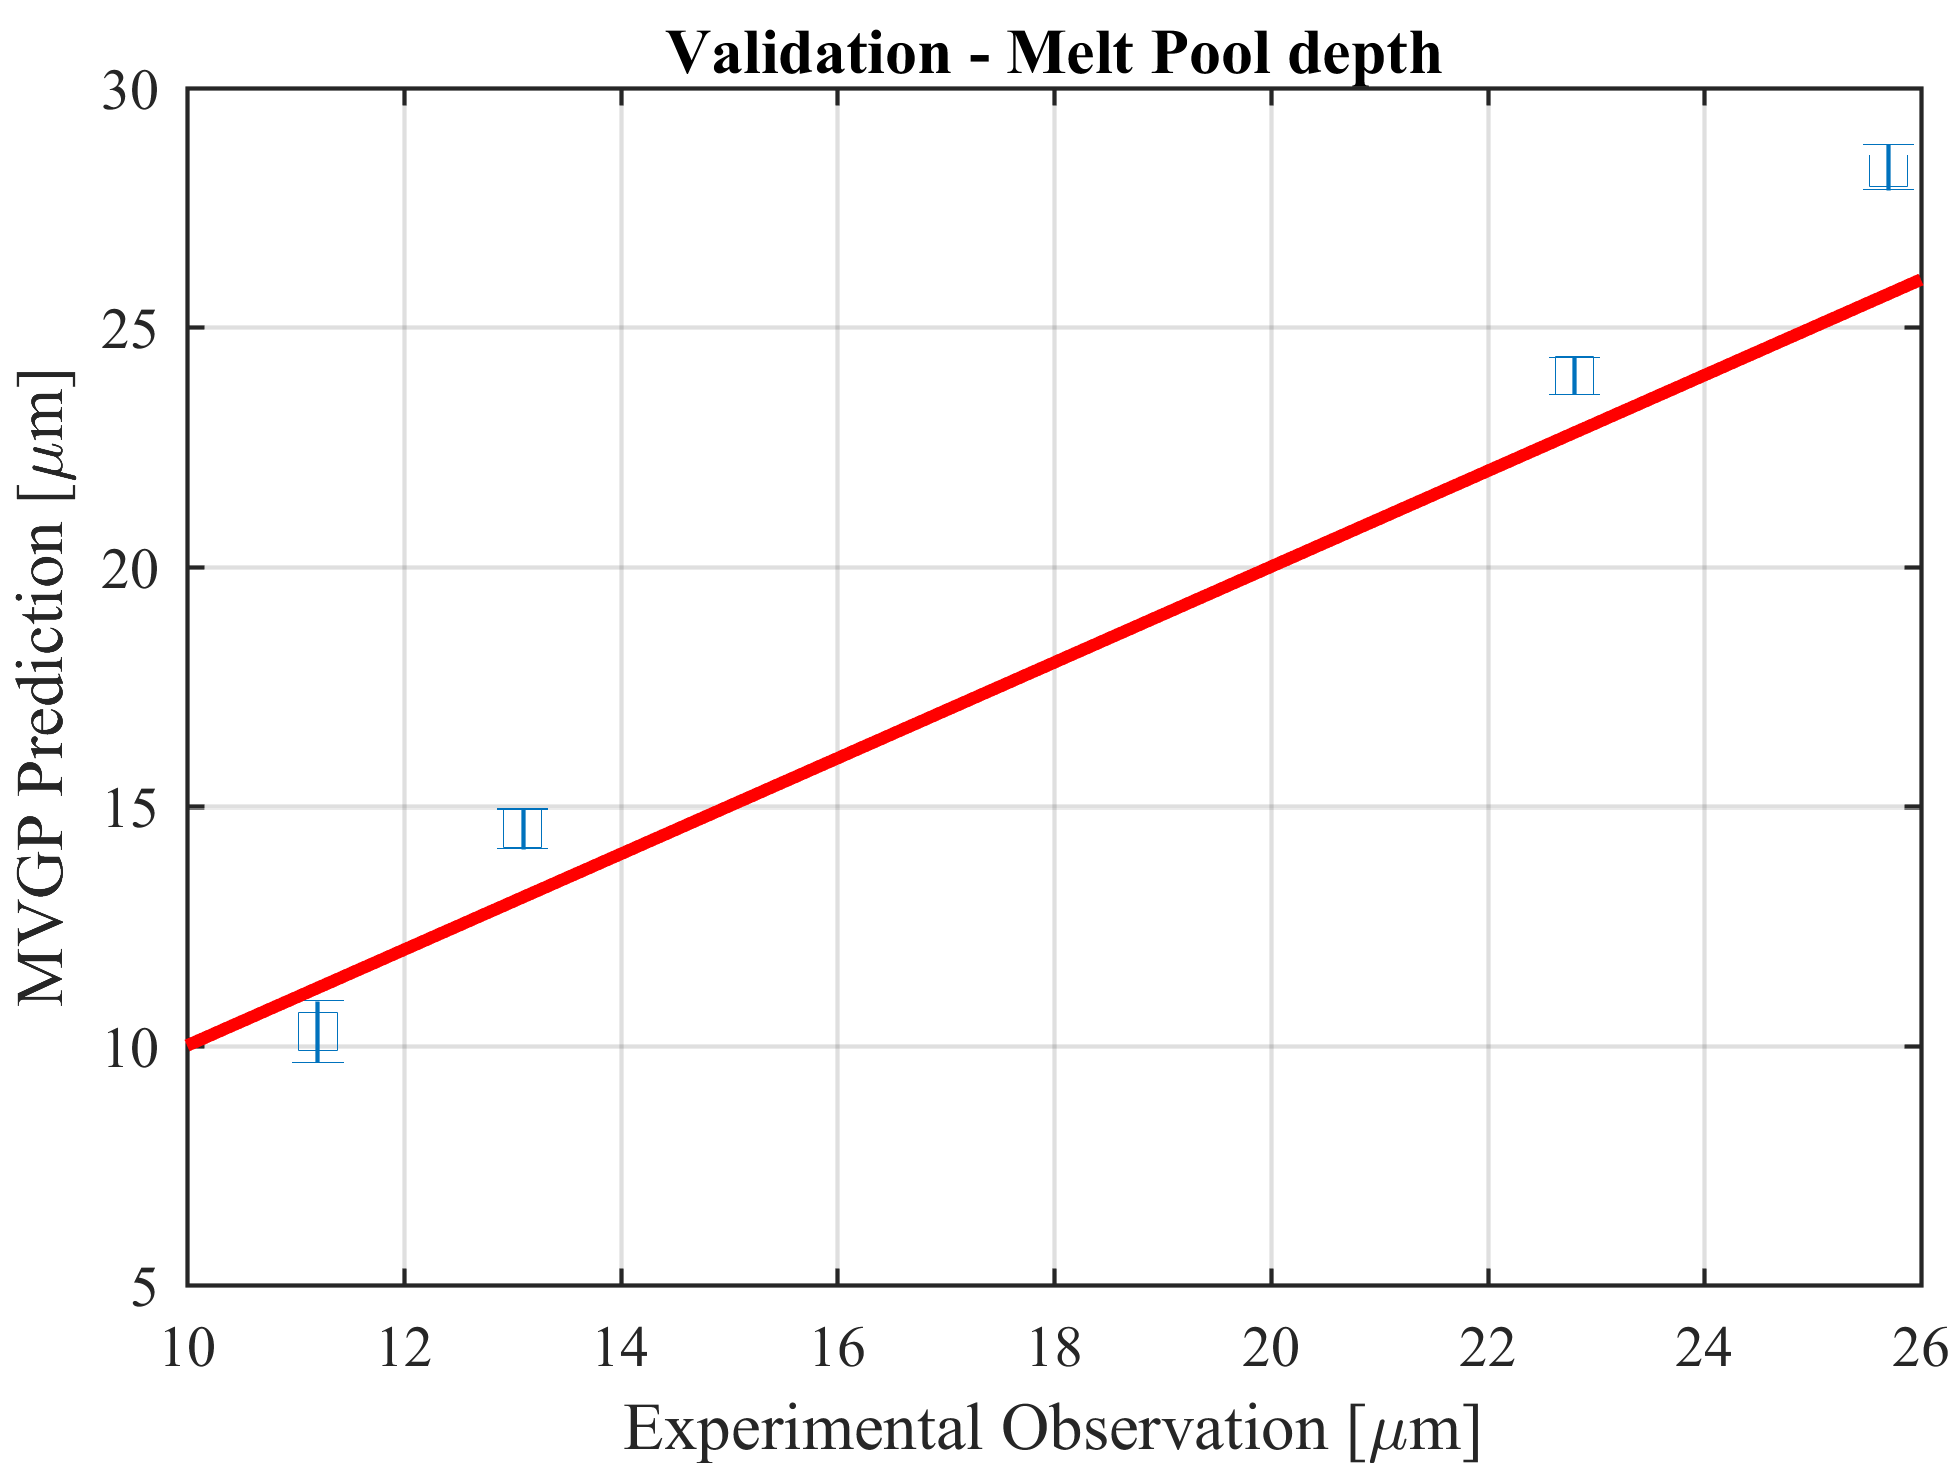 Validation - Melt Pool depth
30
25
20
15
10
5
MVGP Prediction [μm]
10 12 14 16 18 20 22 24 26
Experimental Observation [μm]